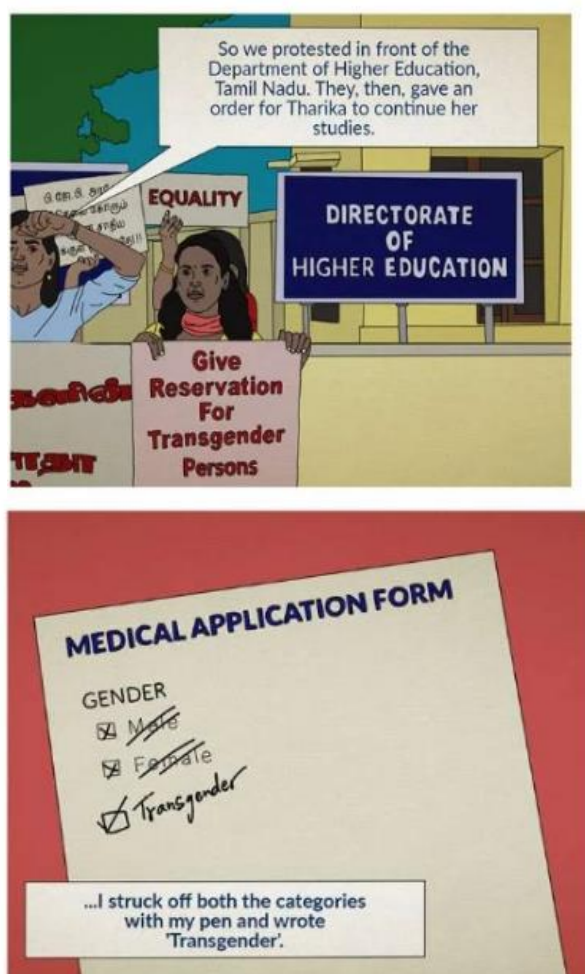 So we protested in front of the
Department of Higher Education,
Tamil Nadu. They, then, gave an
order for Tharika to continue her
studies.
EQUALITY
DIRECTORATE
OF
HIGHER EDUCATION
Give
Reservation
For
Transgender
Persons
MEDICAL APPLICATION FORM
GENDER
Male
Female
Transgender
...I struck off both the categories
with my pen and wrote
'Transgender'.